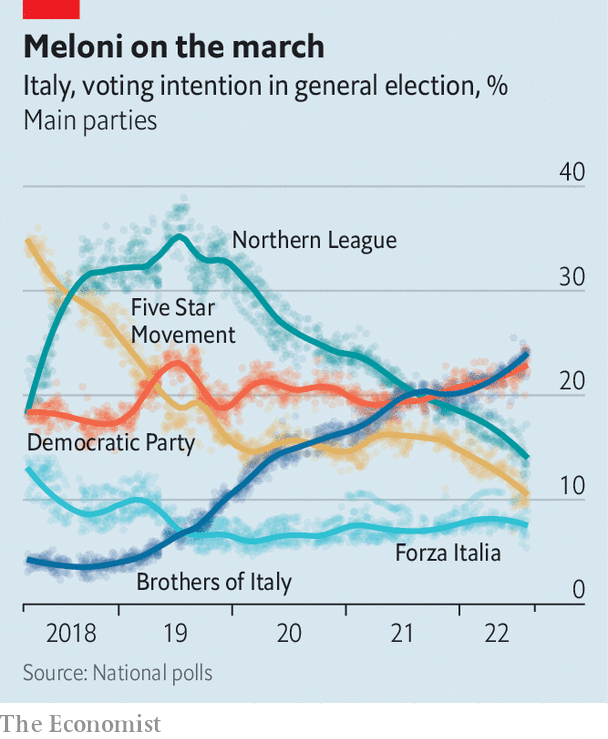 Meloni on the march
Italy, voting intention in general election, %
Main parties
40
Northern League
30
Five Star
Movement
20
Democratic Party
10
Forza Italia
Brothers of Italy
0
2018 19 20 21 22
Source: National polls
The Economist